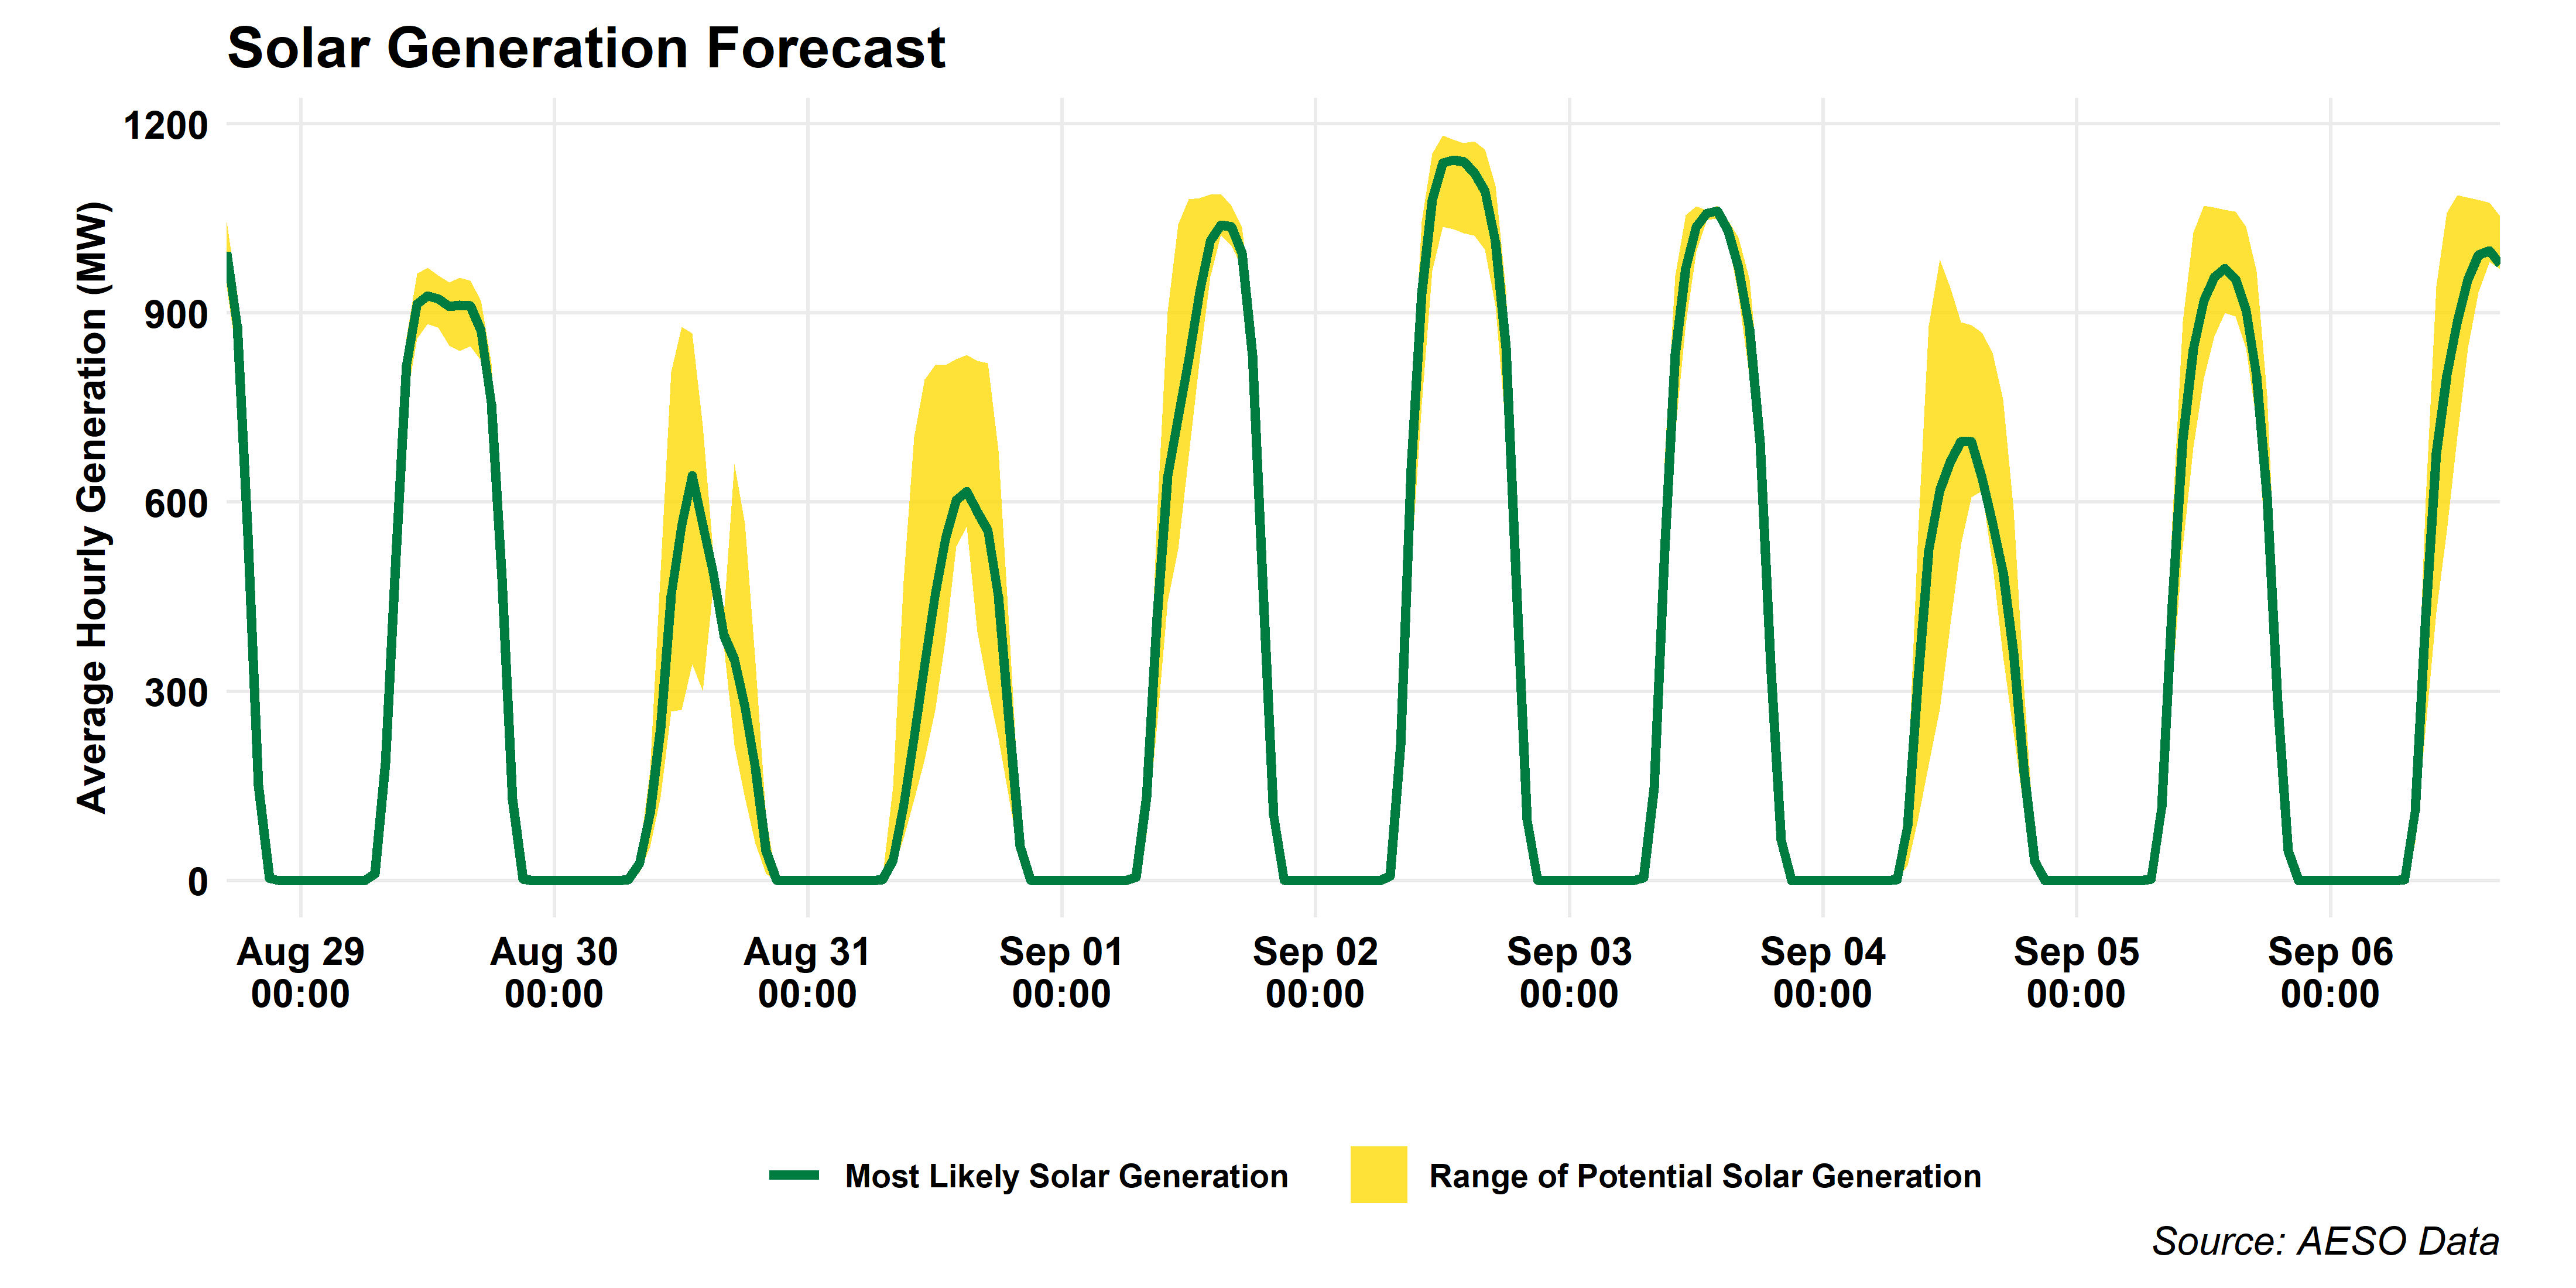 Solar Generation Forecast
Average Hourly Generation (MW)
1200
900
600
300
0
Aug 29
00:00
Aug 30
00:00
Aug 31
00:00
Sep 01
00:00
Sep 02
00:00
Sep 03
00:00
Sep 04
00:00
Sep 05
00:00
Sep 06
00:00
Most Likely Solar Generation
Range of Potential Solar Generation
Source: AESO Data